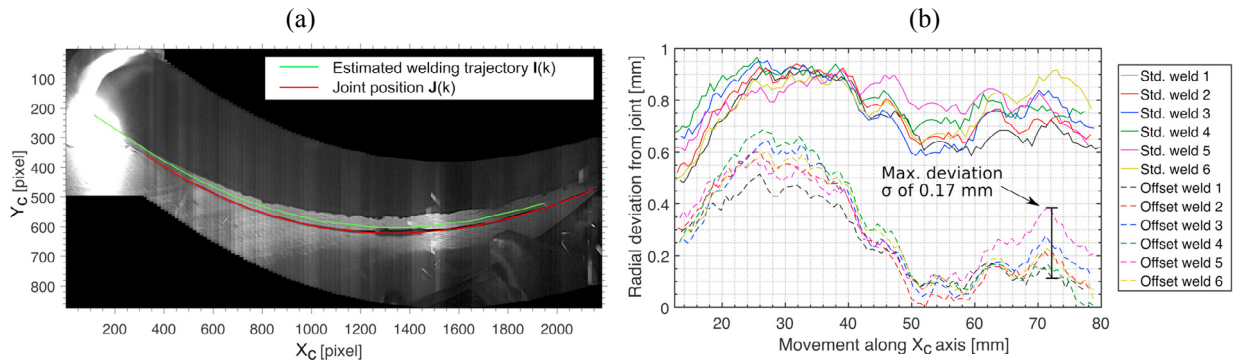 (a)
100
200
300
400
500
600
700
800
Y_C [pixel]
Estimated welding trajectory I(k)
Joint position J(k)
200 400 600 800 1000 1200 1400 1600 1800 2000
X_C [pixel]
(b)
1
0.8
0.6
0.4
0.2
0
Radial deviation from joint [mm]
Max. deviation
σ of 0.17 mm
20 30 40 50 60 70 80
Movement along X_C axis [mm]
Std. weld 1
Std. weld 2
Std. weld 3
Std. weld 4
Std. weld 5
Std. weld 6
Offset weld 1
Offset weld 2
Offset weld 3
Offset weld 4
Offset weld 5
Offset weld 6